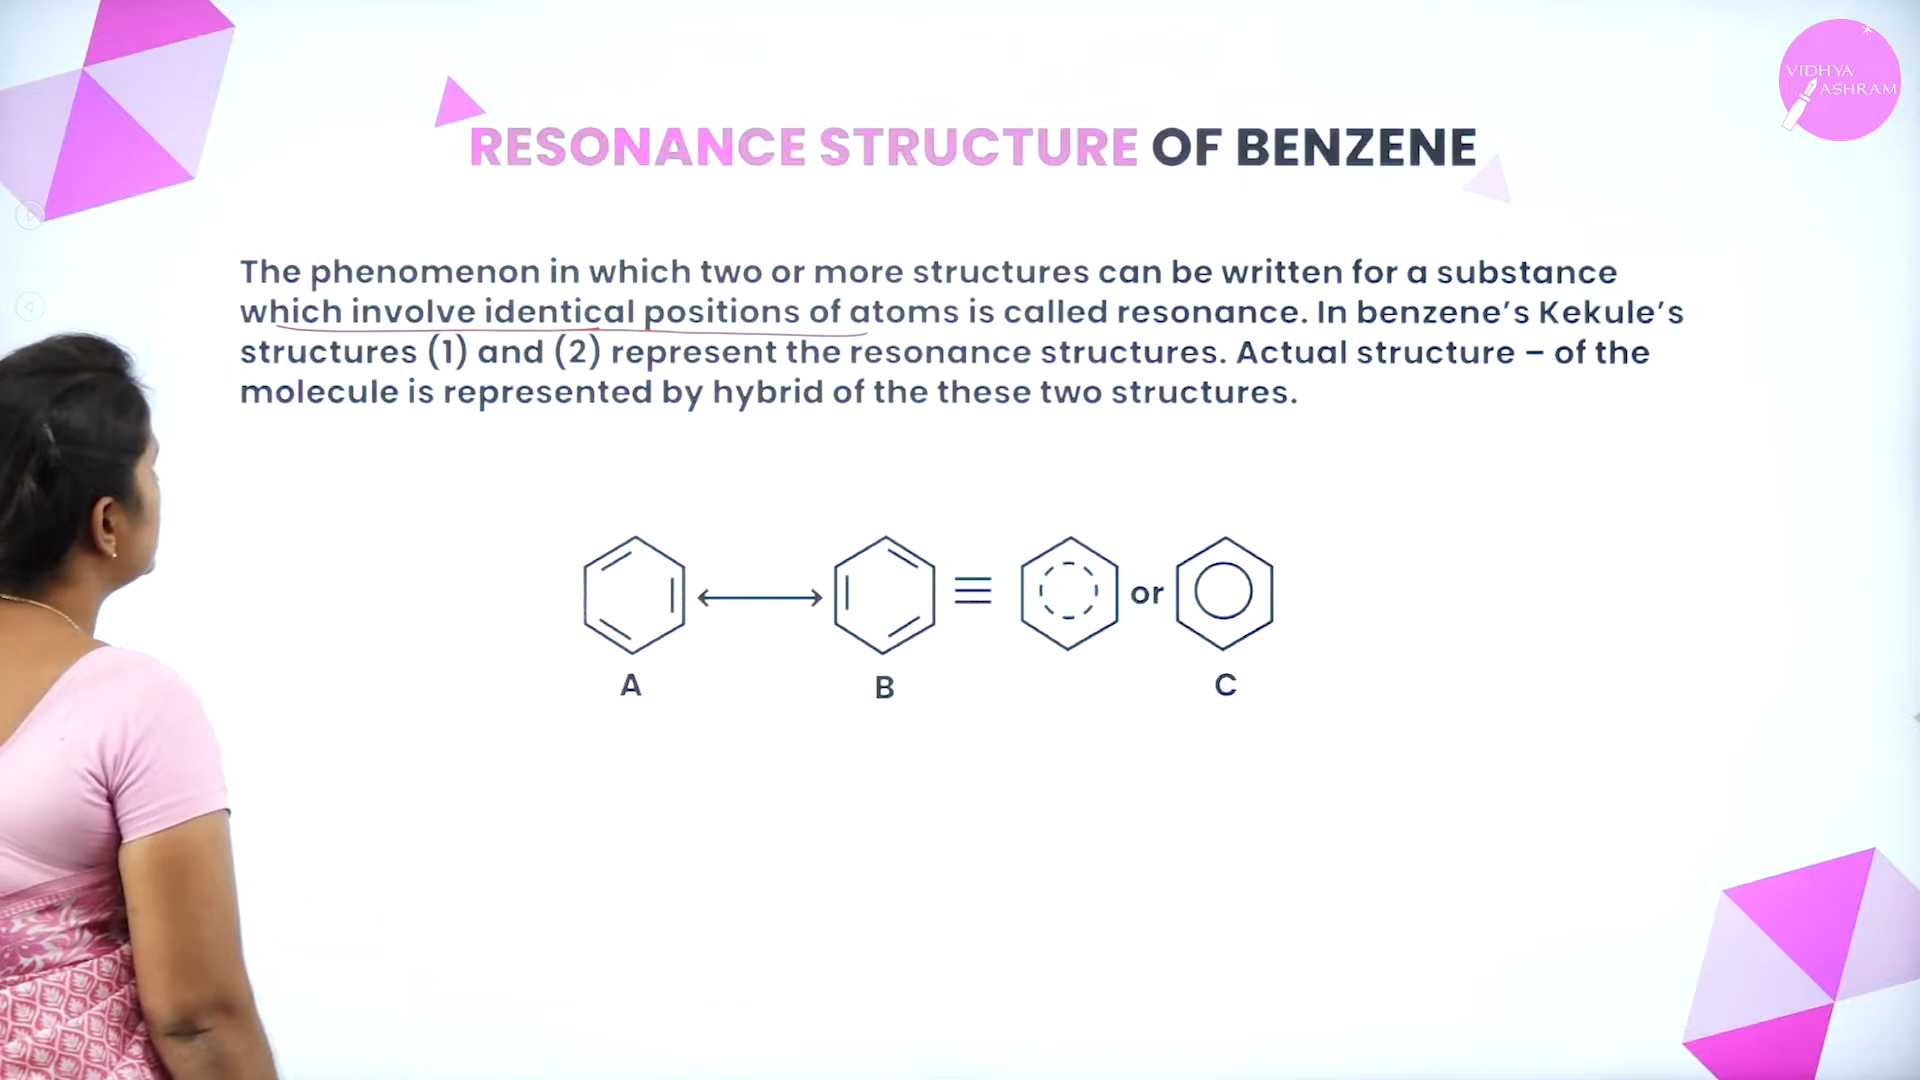 VIDHYA
ASHRAM
RESONANCE STRUCTURE OF BENZENE
The phenomenon in which two or more structures can be written for a substance
which involve identical positions of atoms is called resonance. In benzene’s Kekule’s
structures (1) and (2) represent the resonance structures. Actual structure – of the
molecule is represented by hybrid of the these two structures.
or
A B C